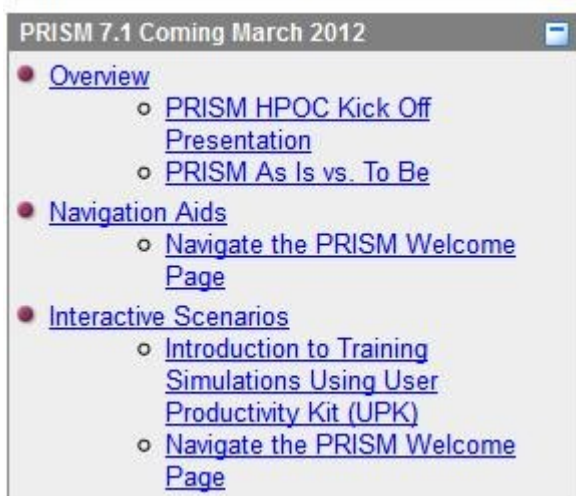 PRISM 7.1 Coming March 2012
Overview
PRISM HPOC Kick Off
Presentation
PRISM As Is vs. To Be
Navigation Aids
Navigate the PRISM Welcome
Page
Interactive Scenarios
Introduction to Training
Simulations Using User
Productivity Kit (UPK)
Navigate the PRISM Welcome
Page